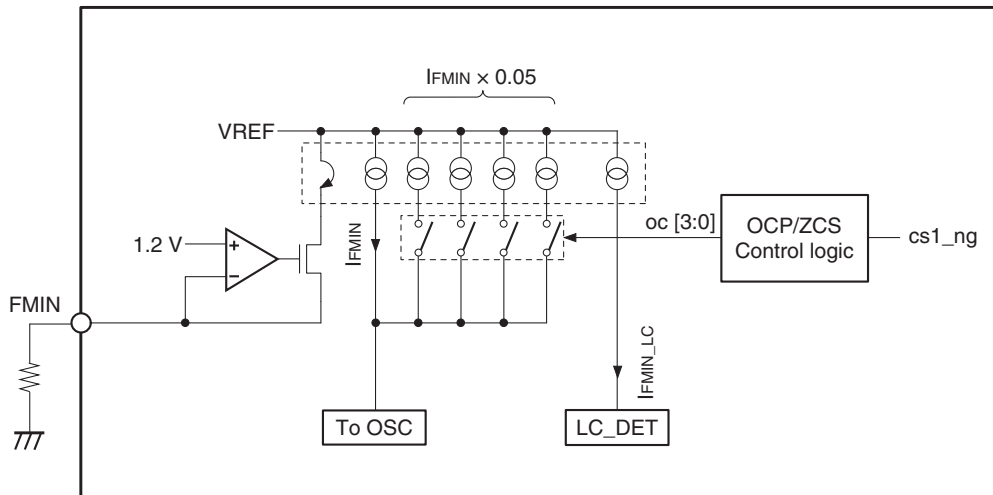 IFMIN × 0.05
VREF
oc [3:0]
OCP/ZCS
Control logic
cs1_ng
1.2 V
+
−
IFMIN
FMIN
IFMIN_LC
To OSC
LC_DET